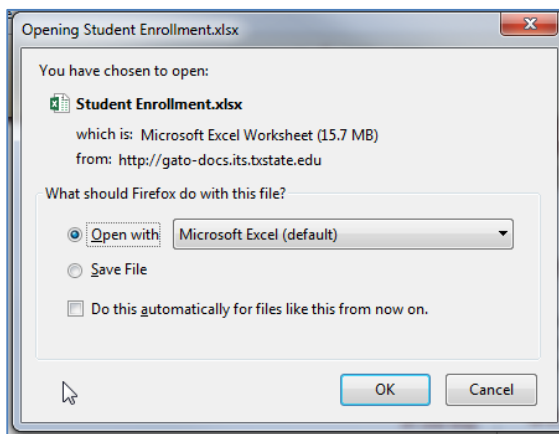 Opening Student Enrollment.xlsx
You have chosen to open:
Student Enrollment.xlsx
which is: Microsoft Excel Worksheet (15.7 MB)
from: http://gato-docs.its.txstate.edu
What should Firefox do with this file?
Open with Microsoft Excel (default)
Save File
Do this automatically for files like this from now on.
OK Cancel